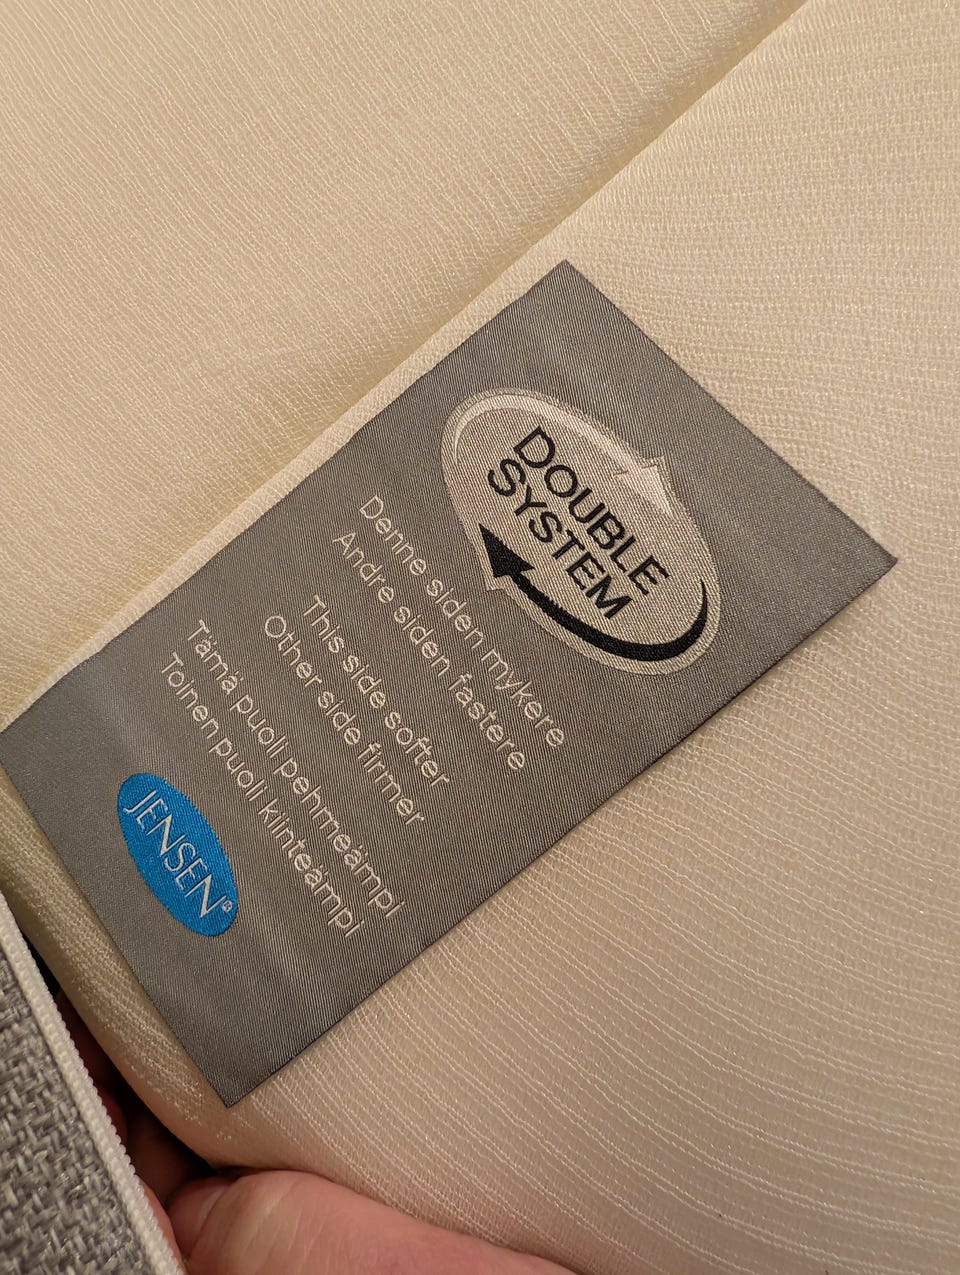 DOUBLE
SYSTEM
Denne siden mykere
Andre siden fastere
This side softer
Other side firmer
Tämä puoli pehmeämpi
Toinen puoli kiinteämpi
JENSEN®